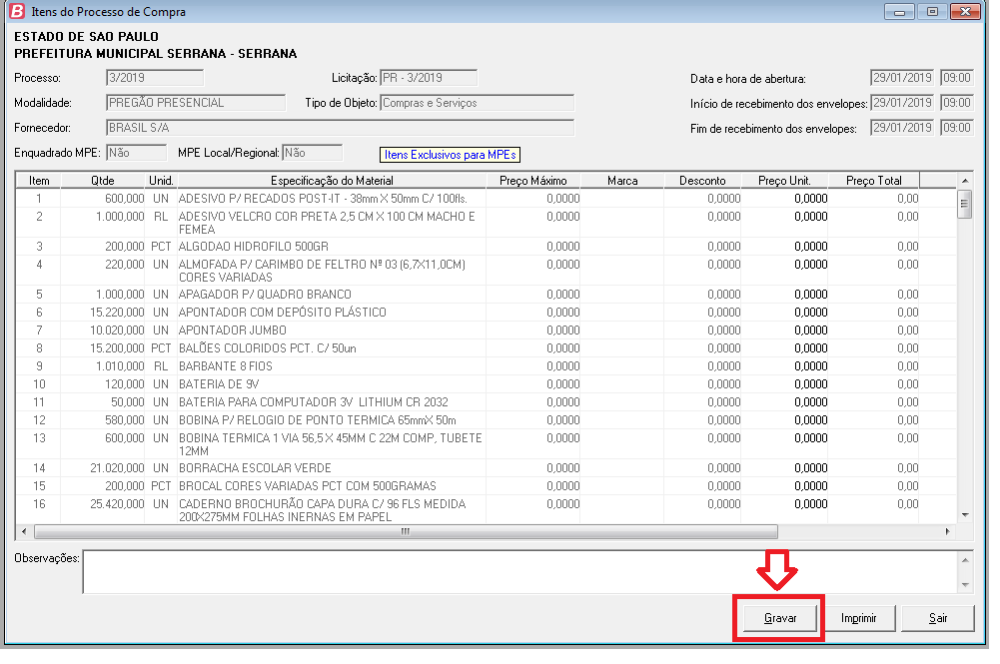 B Itens do Processo de Compra
ESTADO DE SAO PAULO
PREFEITURA MUNICIPAL SERRANA - SERRANA
Processo: 3/2019 Licitação: PR - 3/2019 Data e hora de abertura: 29/01/2019 09:00
Modalidade: PREGÃO PRESENCIAL Tipo de Objeto: Compras e Serviços Início de recebimento dos envelopes: 29/01/2019 09:00
Fornecedor: BRASIL S/A Fim de recebimento dos envelopes: 29/01/2019 09:00
Enquadrado MPE: Não MPE Local/Regional: Não Itens Exclusivos para MPEs
Item Qtde Unid. Especificação do Material Preço Máximo Marca Desconto Preço Unit. Preço Total
1 600,000 UN ADESIVO P/ RECADOS POST-IT - 38mm X 50mm C/ 100fls. 0,0000 0,0000 0,0000 0,00
2 1.000,000 RL ADESIVO VELCRO COR PRETA 2,5 CM X 100 CM MACHO E 0,0000 0,0000 0,0000 0,00
FEMEA
3 200,000 PCT ALGODAO HIDROFILO 500GR 0,0000 0,0000 0,0000 0,00
4 220,000 UN ALMOFADA P/ CARIMBO DE FELTRO Nº 03 (6,7X11,0CM) 0,0000 0,0000 0,0000 0,00
CORES VARIADAS
5 1.000,000 UN APAGADOR P/ QUADRO BRANCO 0,0000 0,0000 0,0000 0,00
6 15.220,000 UN APONTADOR COM DEPÓSITO PLÁSTICO 0,0000 0,0000 0,0000 0,00
7 10.020,000 UN APONTADOR JUMBO 0,0000 0,0000 0,0000 0,00
8 15.200,000 PCT BALÕES COLORIDOS PCT. C/ 50un 0,0000 0,0000 0,0000 0,00
9 1.010,000 RL BARBANTE 8 FIOS 0,0000 0,0000 0,0000 0,00
10 120,000 UN BATERIA DE 9V 0,0000 0,0000 0,0000 0,00
11 50,000 UN BATERIA PARA COMPUTADOR 3V LITHIUM CR 2032 0,0000 0,0000 0,0000 0,00
12 580,000 UN BOBINA P/ RELOGIO DE PONTO TERMICA 65mmX 50m 0,0000 0,0000 0,0000 0,00
13 600,000 UN BOBINA TERMICA 1 VIA 56,5 X 45MM C 22M COMP, TUBETE 0,0000 0,0000 0,0000 0,00
12MM
14 21.020,000 UN BORRACHA ESCOLAR VERDE 0,0000 0,0000 0,0000 0,00
15 200,000 PCT BROCAL CORES VARIADAS PCT COM 500GRAMAS 0,0000 0,0000 0,0000 0,00
16 25.420,000 UN CADERNO BROCHURÃO CAPA DURA C/ 96 FLS MEDIDA 0,0000 0,0000 0,0000 0,00
200X275MM FOLHAS INERNAS EM PAPEL
Observações:
Gravar Imprimir Sair